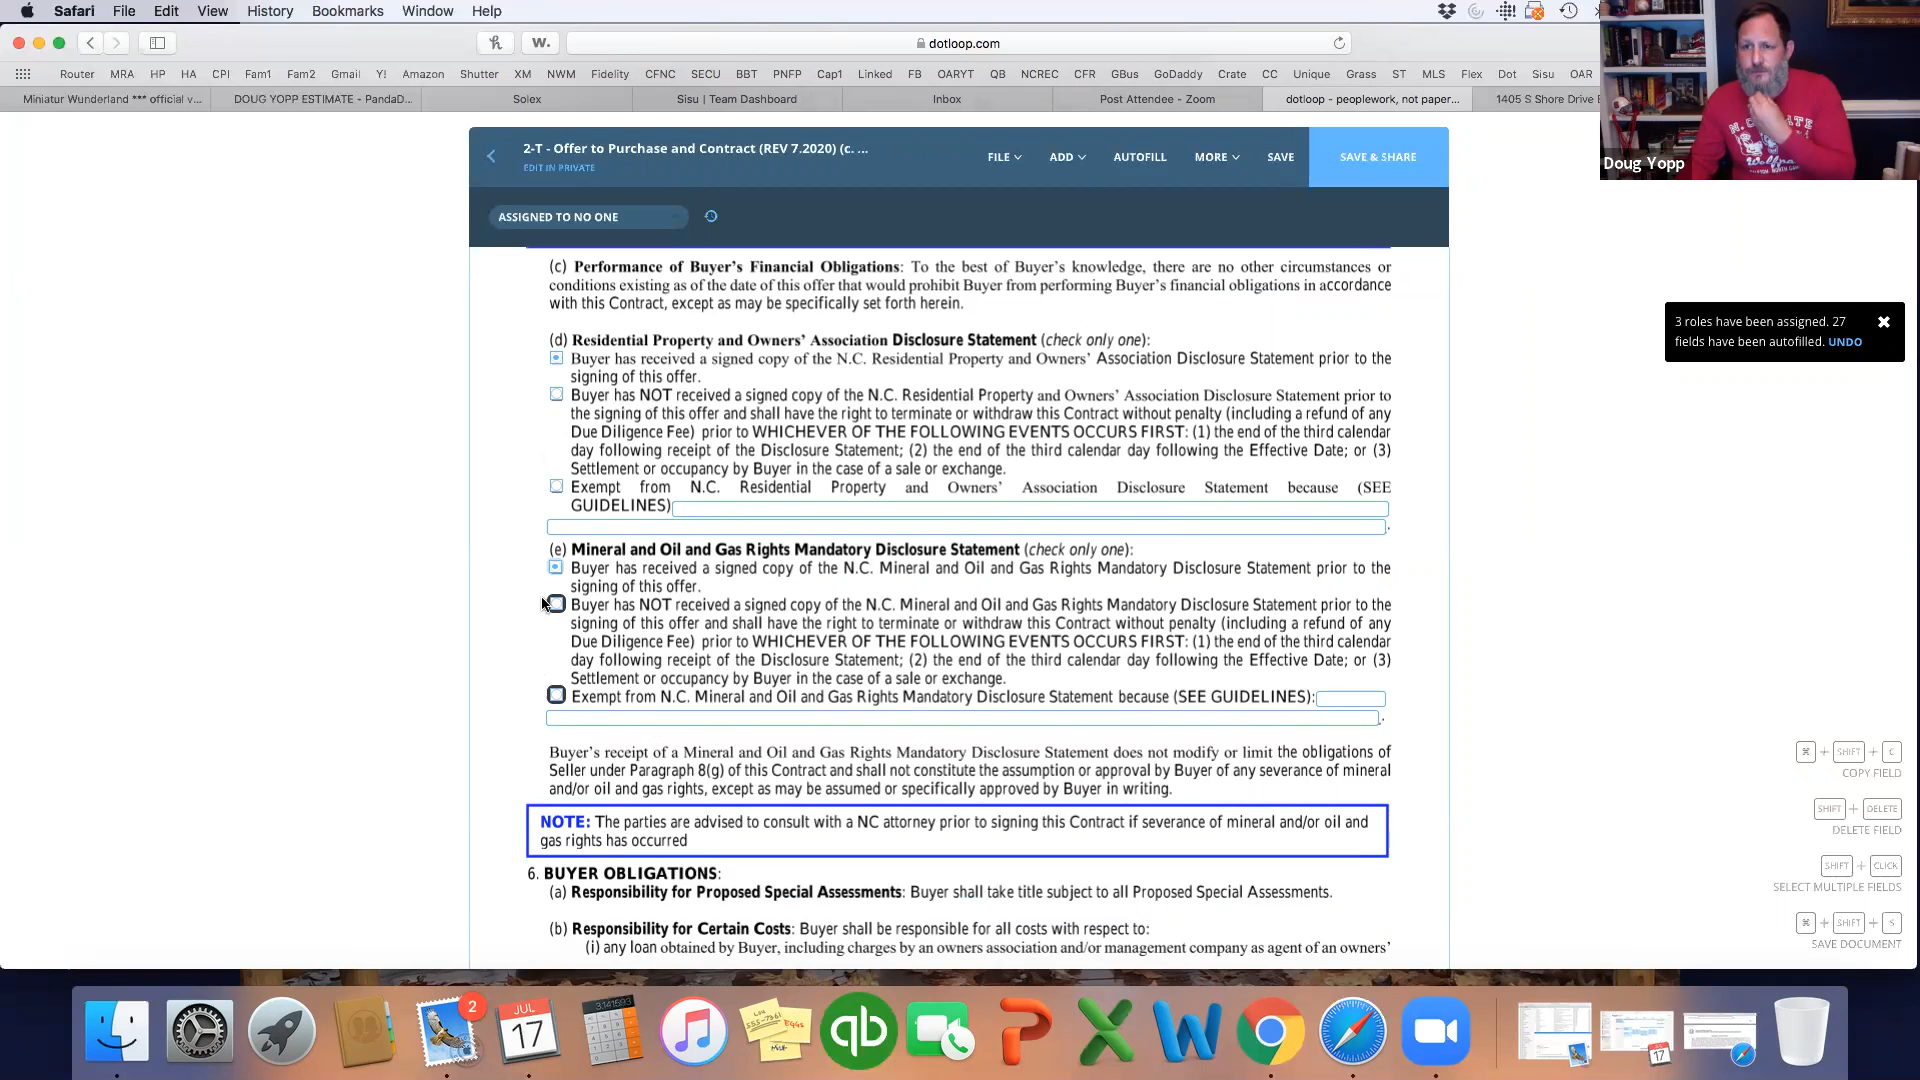 Safari File Edit View History Bookmarks Window Help
W. dotloop.com
Router MRA HP HA CPI Fam1 Fam2 Gmail Y! Amazon Shutter XM NWM Fidelity CFNC SECU BBT PNFP Cap1 Linked FB OARYT QB NCREC CFR GBus GoDaddy Crate CC Unique Grass ST MLS Flex Dot Sisu OAR
Miniatur Wunderland *** official v... DOUG YOPP ESTIMATE - PandaD... Solex Sisu | Team Dashboard Inbox Post Attendee - Zoom dotloop - peoplework, not paper... 1405 S Shore Drive
Doug Yopp
2-T - Offer to Purchase and Contract (REV 7.2020) (c. ...
EDIT IN PRIVATE
FILE ADD AUTOFILL MORE SAVE SAVE & SHARE
ASSIGNED TO NO ONE
(c) Performance of Buyer's Financial Obligations: To the best of Buyer's knowledge, there are no other circumstances or
conditions existing as of the date of this offer that would prohibit Buyer from performing Buyer's financial obligations in accordance
with this Contract, except as may be specifically set forth herein.
(d) Residential Property and Owners' Association Disclosure Statement (check only one):
Buyer has received a signed copy of the N.C. Residential Property and Owners' Association Disclosure Statement prior to the
signing of this offer.
Buyer has NOT received a signed copy of the N.C. Residential Property and Owners' Association Disclosure Statement prior to
the signing of this offer and shall have the right to terminate or withdraw this Contract without penalty (including a refund of any
Due Diligence Fee) prior to WHICHEVER OF THE FOLLOWING EVENTS OCCURS FIRST: (1) the end of the third calendar
day following receipt of the Disclosure Statement; (2) the end of the third calendar day following the Effective Date; or (3)
Settlement or occupancy by Buyer in the case of a sale or exchange.
Exempt from N.C. Residential Property and Owners' Association Disclosure Statement because (SEE
GUIDELINES)
.
(e) Mineral and Oil and Gas Rights Mandatory Disclosure Statement (check only one):
Buyer has received a signed copy of the N.C. Mineral and Oil and Gas Rights Mandatory Disclosure Statement prior to the
signing of this offer.
Buyer has NOT received a signed copy of the N.C. Mineral and Oil and Gas Rights Mandatory Disclosure Statement prior to the
signing of this offer and shall have the right to terminate or withdraw this Contract without penalty (including a refund of any
Due Diligence Fee) prior to WHICHEVER OF THE FOLLOWING EVENTS OCCURS FIRST: (1) the end of the third calendar
day following receipt of the Disclosure Statement; (2) the end of the third calendar day following the Effective Date; or (3)
Settlement or occupancy by Buyer in the case of a sale or exchange.
Exempt from N.C. Mineral and Oil and Gas Rights Mandatory Disclosure Statement because (SEE GUIDELINES):
.
Buyer's receipt of a Mineral and Oil and Gas Rights Mandatory Disclosure Statement does not modify or limit the obligations of
Seller under Paragraph 8(g) of this Contract and shall not constitute the assumption or approval by Buyer of any severance of mineral
and/or oil and gas rights, except as may be assumed or specifically approved by Buyer in writing.
NOTE: The parties are advised to consult with a NC attorney prior to signing this Contract if severance of mineral and/or oil and
gas rights has occurred
6. BUYER OBLIGATIONS:
(a) Responsibility for Proposed Special Assessments: Buyer shall take title subject to all Proposed Special Assessments.
(b) Responsibility for Certain Costs: Buyer shall be responsible for all costs with respect to:
(i) any loan obtained by Buyer, including charges by an owners association and/or management company as agent of an owners'
3 roles have been assigned. 27
fields have been autofilled. UNDO
⌘ + SHIFT + C
COPY FIELD
SHIFT + DELETE
DELETE FIELD
SHIFT + CLICK
SELECT MULTIPLE FIELDS
⌘ + SHIFT + S
SAVE DOCUMENT
2
JUL
17
3.141593
EGGS
MILK
qb
P
X
W
17